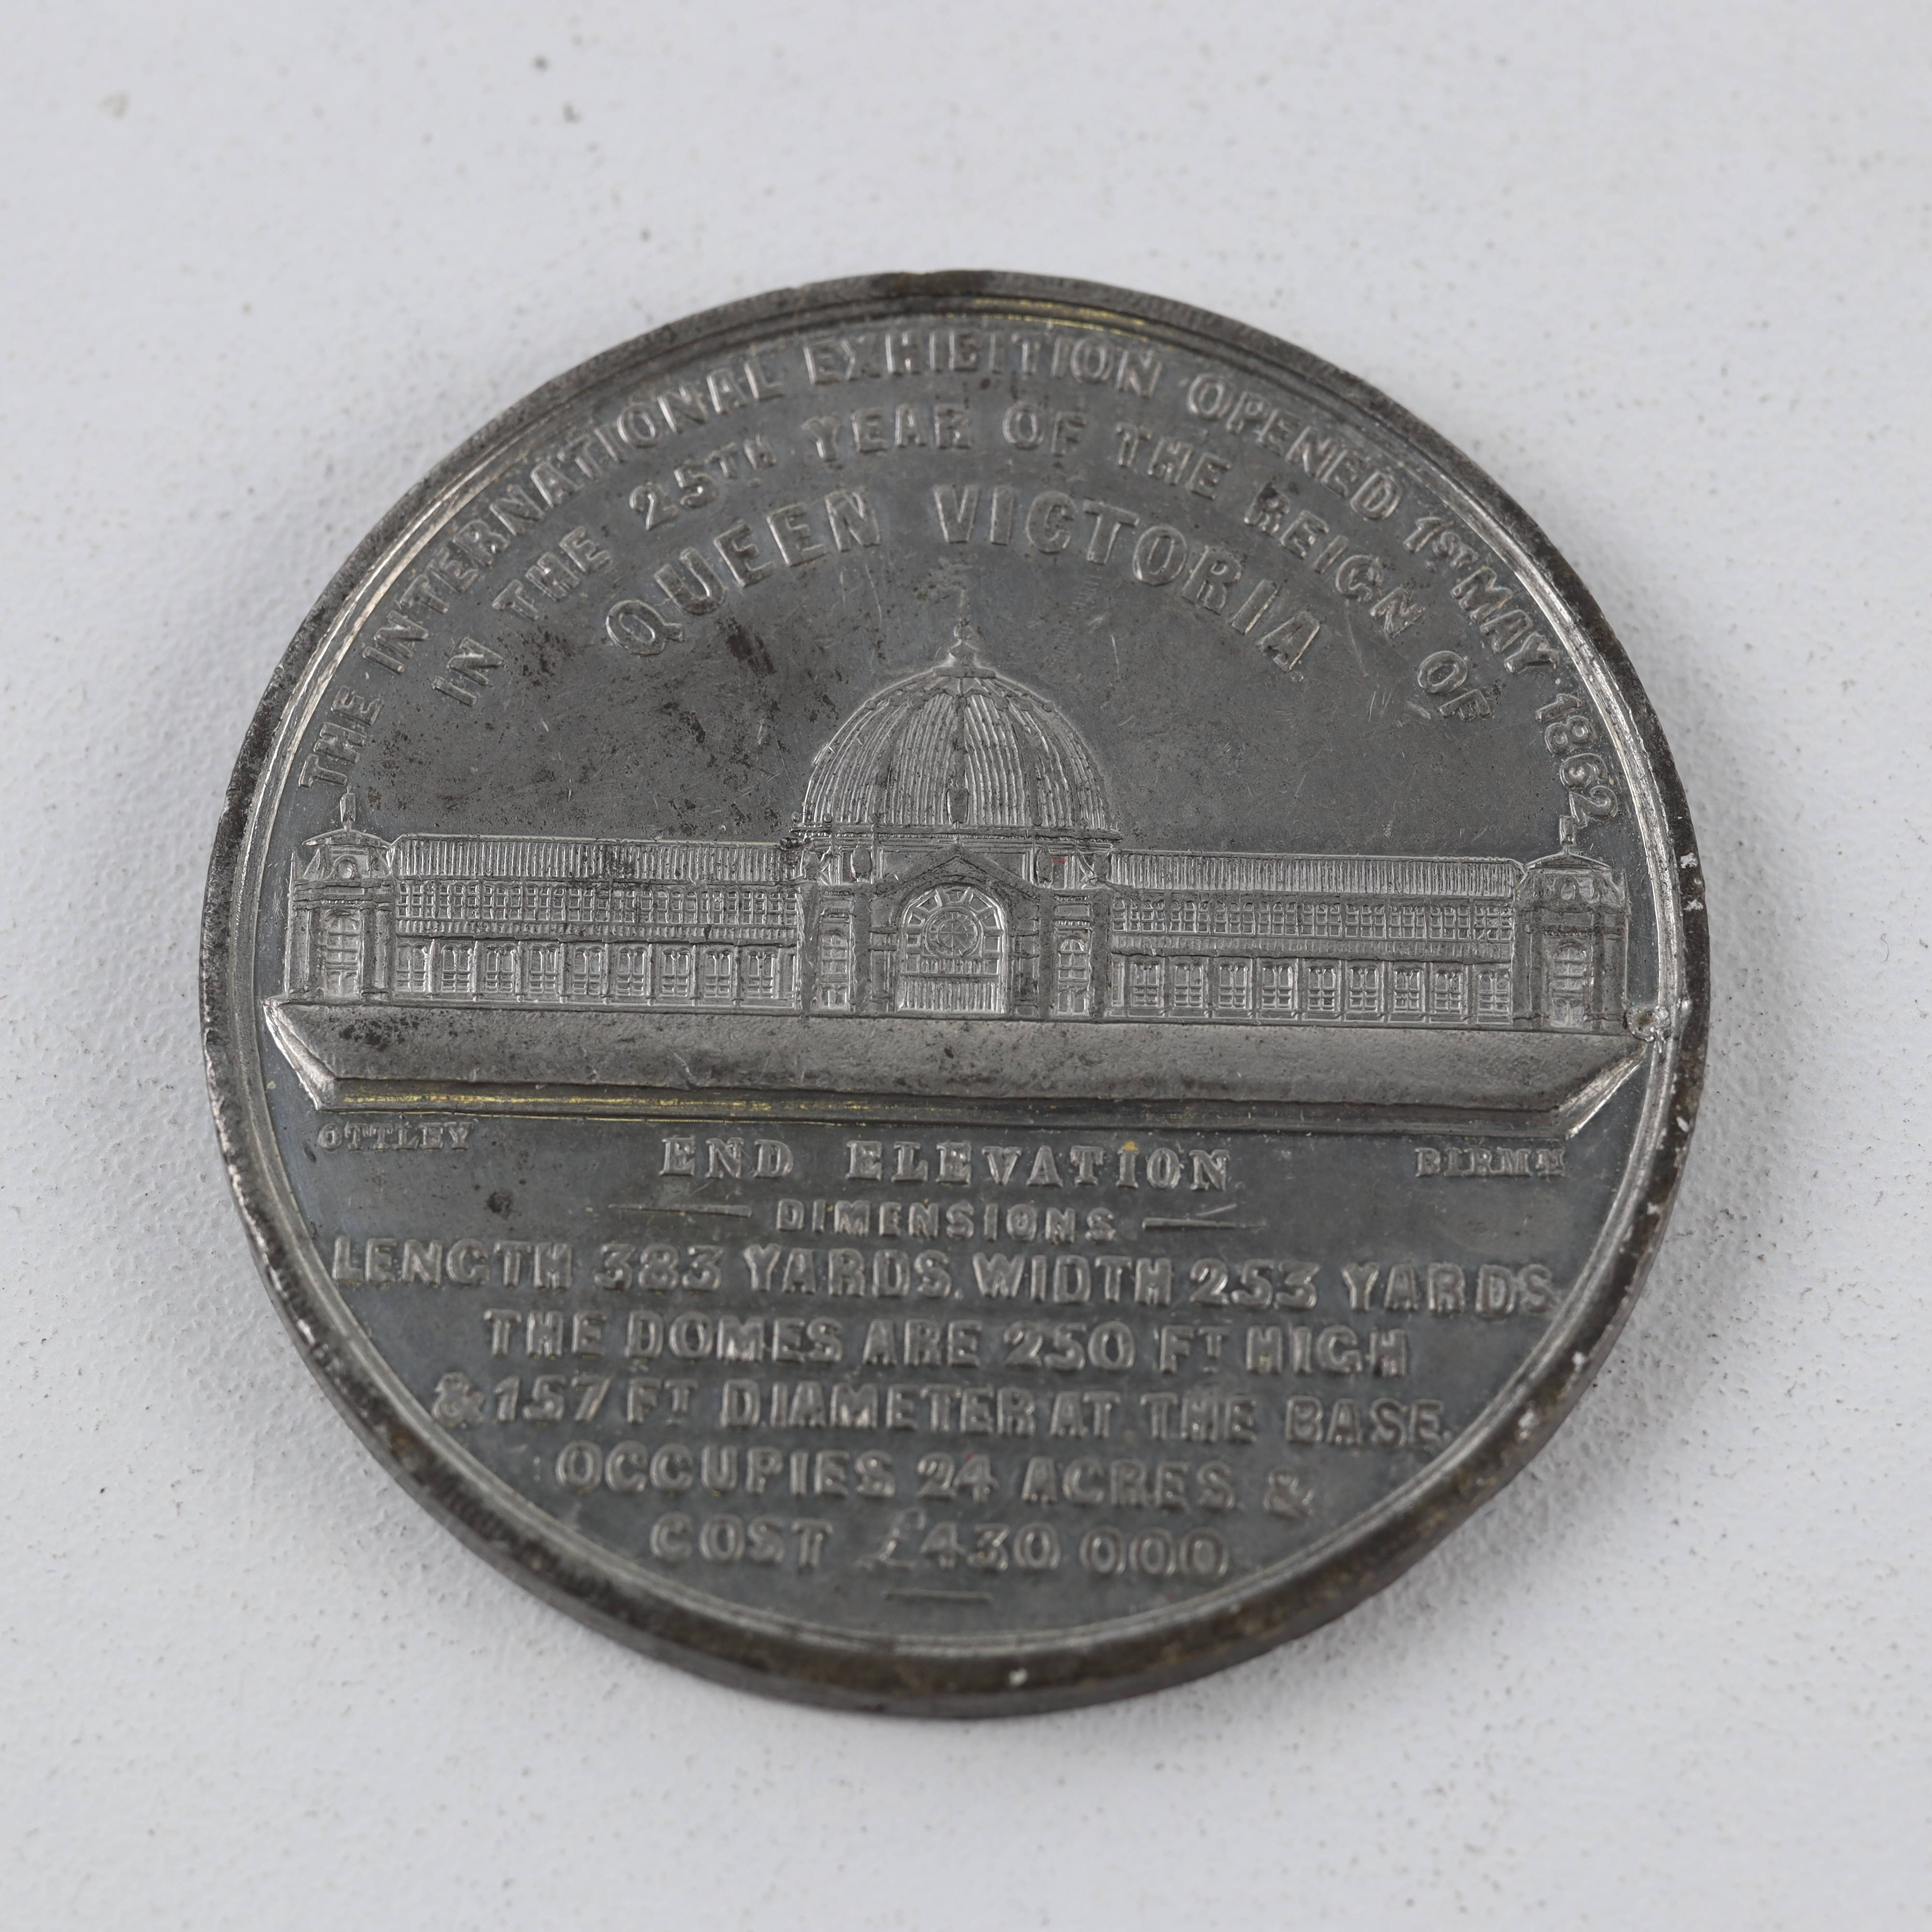 THE INTERNATIONAL EXHIBITION OPENED 1ST MAY 1862
IN THE 25TH YEAR OF THE REIGN OF
QUEEN VICTORIA
OTTLEY
BIRMM
END ELEVATION
DIMENSIONS
LENGTH 383 YARDS. WIDTH 253 YARDS
THE DOMES ARE 250 FT HIGH
& 157 FT DIAMETER AT THE BASE.
OCCUPIES 24 ACRES &
COST £430 000